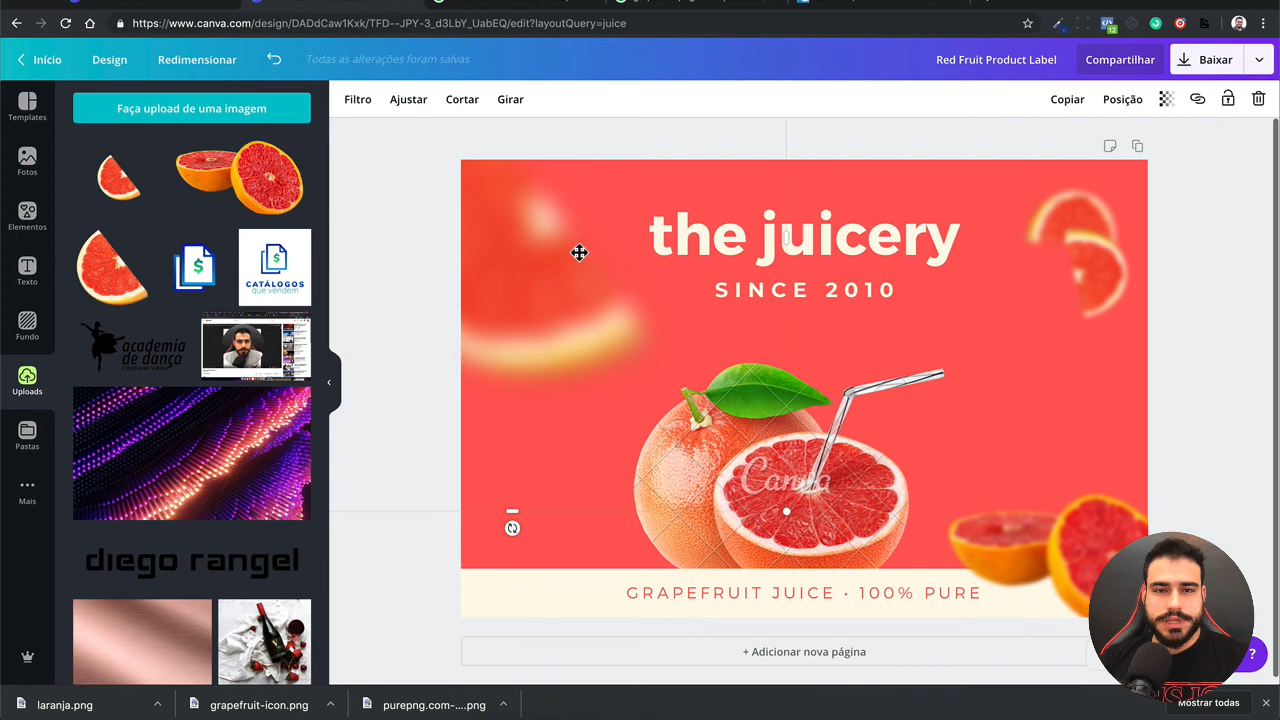 https://www.canva.com/design/DADdCaw1Kxk/TFD--JPY-3_d3LbY_UabEQ/edit?layoutQuery=juice
12
Início
Design
Redimensionar
Todas as alterações foram salvas
Red Fruit Product Label
Compartilhar
Baixar
Templates
Fotos
Elementos
Texto
Fundo
Uploads
Pastas
Mais
Faça upload de uma imagem
$
$
CATÁLOGOS
que vendem
academia
de dança
CRISTIANE VIEIRA
diego rangel
Filtro
Ajustar
Cortar
Girar
Copiar
Posição
the juicery
SINCE 2010
Canva
GRAPEFRUIT JUICE • 100% PURE
+ Adicionar nova página
?
laranja.png
grapefruit-icon.png
purepng.com-....png
Mostrar todas